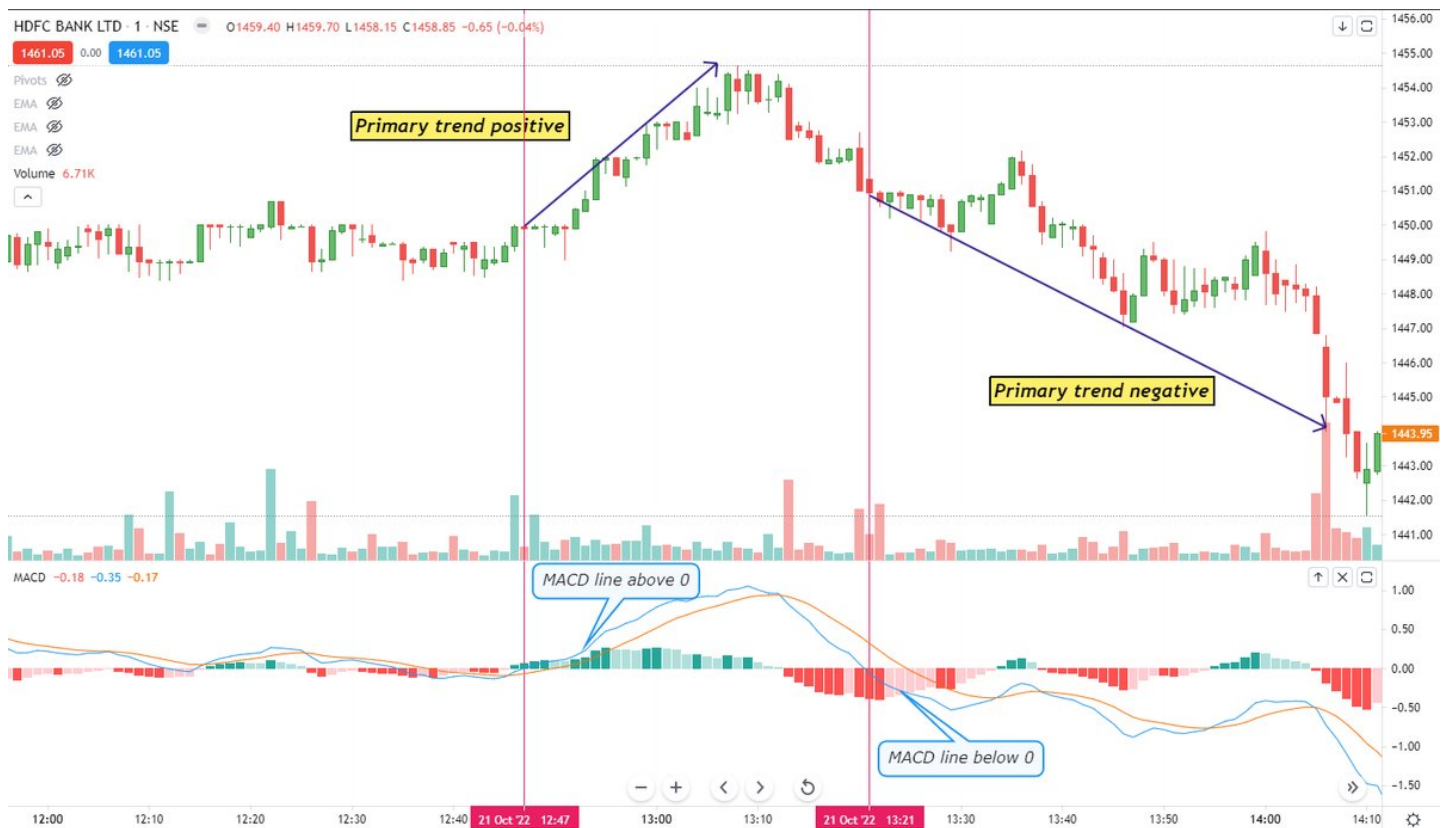 HDFC BANK LTD · 1 · NSE O1459.40 H1459.70 L1458.15 C1458.85 -0.65 (-0.04%)
1461.05 0.00 1461.05
Pivots
EMA
EMA
EMA
Volume 6.71K
Primary trend positive
Primary trend negative
1456.00
1455.00
1454.00
1453.00
1452.00
1451.00
1450.00
1449.00
1448.00
1447.00
1446.00
1445.00
1443.95
1443.00
1442.00
1441.00
MACD -0.18 -0.35 -0.17
MACD line above 0
MACD line below 0
1.00
0.50
0.00
-0.50
-1.00
-1.50
12:00 12:10 12:20 12:30 12:40 21 Oct '22 12:47 13:00 13:10 21 Oct '22 13:21 13:30 13:40 13:50 14:00 14:10